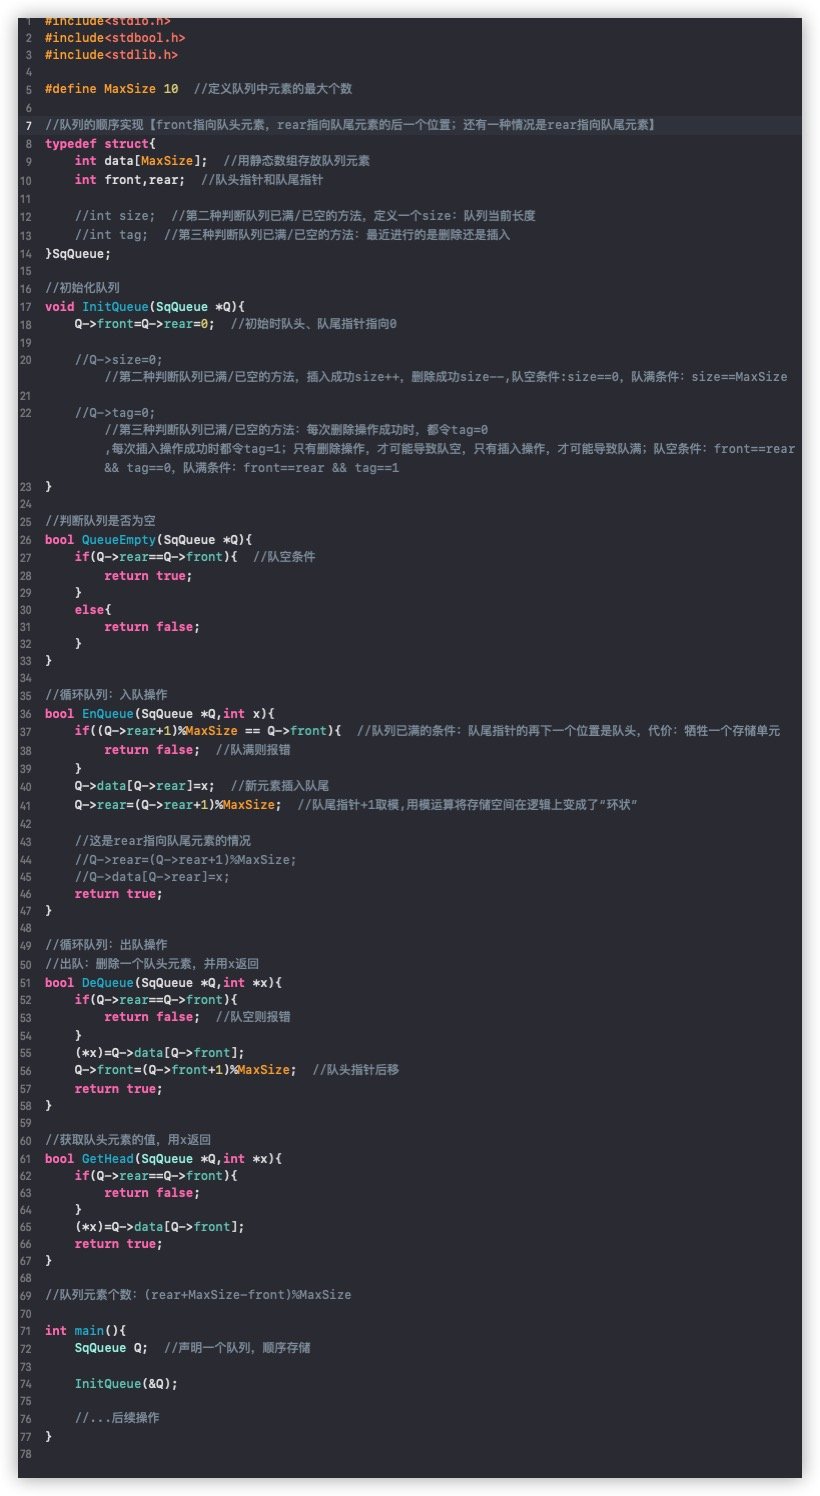 1 #include<stdio.h>
2 #include<stdbool.h>
3 #include<stdlib.h>
4
5 #define MaxSize 10  //定义队列中元素的最大个数
6
7 //队列的顺序实现【front指向队头元素，rear指向队尾元素的后一个位置；还有一种情况是rear指向队尾元素】
8 typedef struct{
9     int data[MaxSize];  //用静态数组存放队列元素
10     int front,rear;  //队头指针和队尾指针
11
12     //int size;  //第二种判断队列已满/已空的方法，定义一个size：队列当前长度
13     //int tag;  //第三种判断队列已满/已空的方法：最近进行的是删除还是插入
14 }SqQueue;
15
16 //初始化队列
17 void InitQueue(SqQueue *Q){
18     Q->front=Q->rear=0;  //初始时队头、队尾指针指向0
19
20     //Q->size=0;
//第二种判断队列已满/已空的方法，插入成功size++，删除成功size--,队空条件:size==0，队满条件：size==MaxSize
21
22     //Q->tag=0;
//第三种判断队列已满/已空的方法：每次删除操作成功时，都令tag=0
,每次插入操作成功时都令tag=1；只有删除操作，才可能导致队空，只有插入操作，才可能导致队满；队空条件：front==rear
&& tag==0，队满条件：front==rear && tag==1
23 }
24
25 //判断队列是否为空
26 bool QueueEmpty(SqQueue *Q){
27     if(Q->rear==Q->front){  //队空条件
28         return true;
29     }
30     else{
31         return false;
32     }
33 }
34
35 //循环队列：入队操作
36 bool EnQueue(SqQueue *Q,int x){
37     if((Q->rear+1)%MaxSize == Q->front){  //队列已满的条件：队尾指针的再下一个位置是队头，代价：牺牲一个存储单元
38         return false;  //队满则报错
39     }
40     Q->data[Q->rear]=x;  //新元素插入队尾
41     Q->rear=(Q->rear+1)%MaxSize;  //队尾指针+1取模,用模运算将存储空间在逻辑上变成了“环状”
42
43     //这是rear指向队尾元素的情况
44     //Q->rear=(Q->rear+1)%MaxSize;
45     //Q->data[Q->rear]=x;
46     return true;
47 }
48
49 //循环队列：出队操作
50 //出队：删除一个队头元素，并用x返回
51 bool DeQueue(SqQueue *Q,int *x){
52     if(Q->rear==Q->front){
53         return false;  //队空则报错
54     }
55     (*x)=Q->data[Q->front];
56     Q->front=(Q->front+1)%MaxSize;  //队头指针后移
57     return true;
58 }
59
60 //获取队头元素的值，用x返回
61 bool GetHead(SqQueue *Q,int *x){
62     if(Q->rear==Q->front){
63         return false;
64     }
65     (*x)=Q->data[Q->front];
66     return true;
67 }
68
69 //队列元素个数：(rear+MaxSize-front)%MaxSize
70
71 int main(){
72     SqQueue Q;  //声明一个队列，顺序存储
73
74     InitQueue(&Q);
75
76     //...后续操作
77 }
78